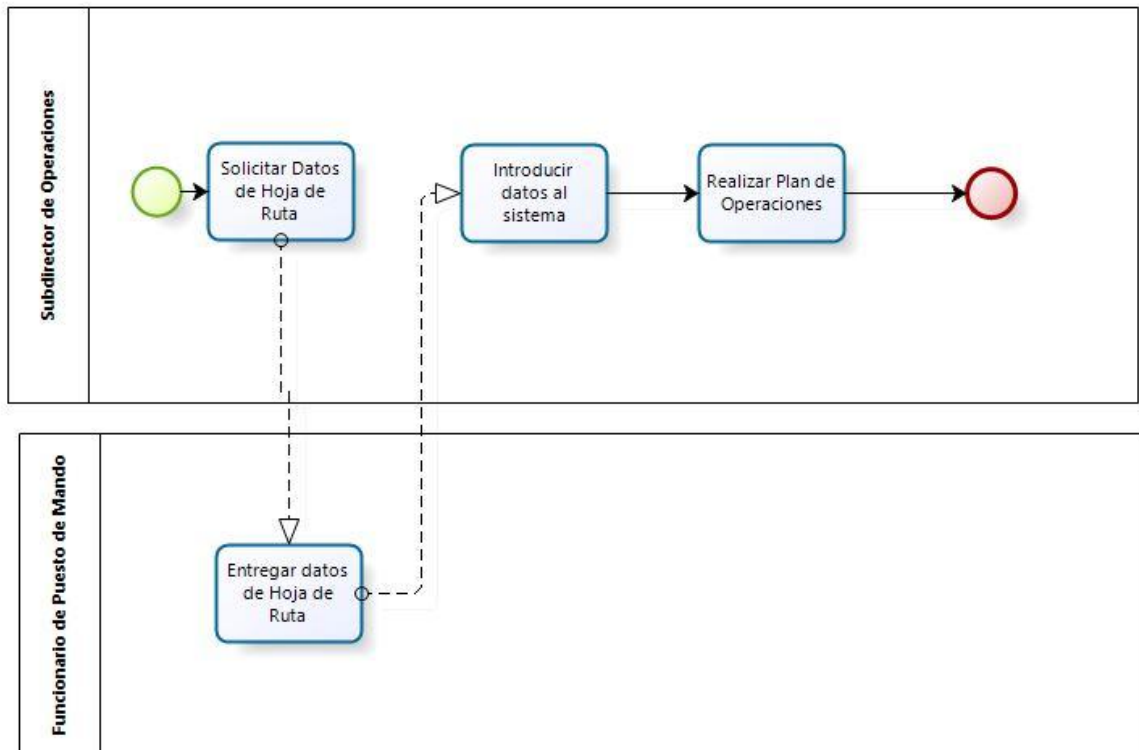 Subdirector de Operaciones
Solicitar Datos
de Hoja de
Ruta
Introducir
datos al
sistema
Realizar Plan de
Operaciones
Funcionario de Puesto de Mando
Entregar datos
de Hoja de
Ruta